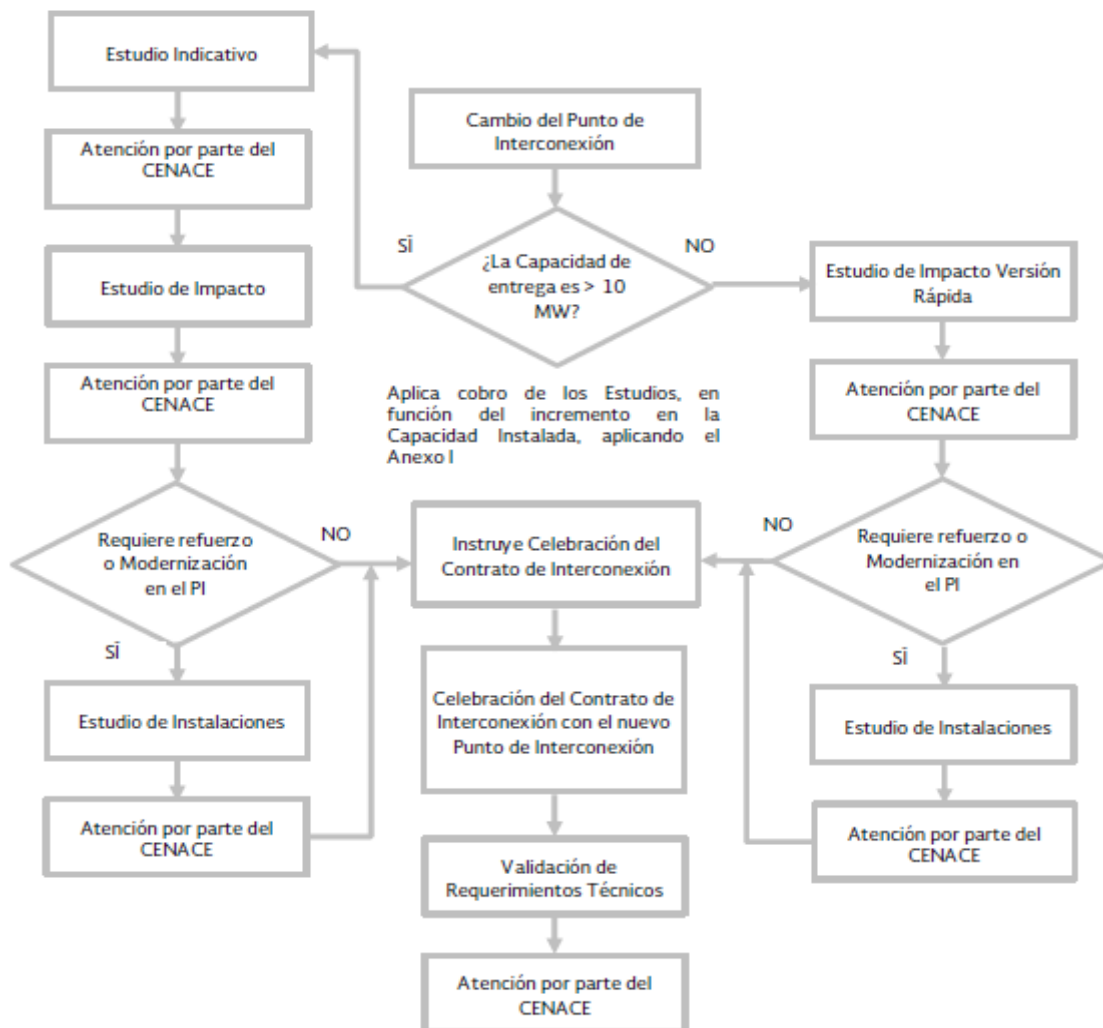 Estudio Indicativo
Atención por parte del
CENACE
Estudio de Impacto
Atención por parte del
CENACE
Requiere refuerzo
o Modernización
en el PI
NO
SÍ
Estudio de Instalaciones
Atención por parte del
CENACE
Cambio del Punto de
Interconexión
SÍ
NO
¿La Capacidad de
entrega es > 10
MW?
Aplica cobro de los Estudios, en
función del incremento en la
Capacidad Instalada, aplicando el
Anexo I
Instruye Celebración del
Contrato de Interconexión
Celebración del Contrato de
Interconexión con el nuevo
Punto de Interconexión
Validación de
Requerimientos Técnicos
Atención por parte del
CENACE
Estudio de Impacto Versión
Rápida
Atención por parte del
CENACE
NO
Requiere refuerzo o
Modernización en
el PI
SÍ
Estudio de Instalaciones
Atención por parte del
CENACE